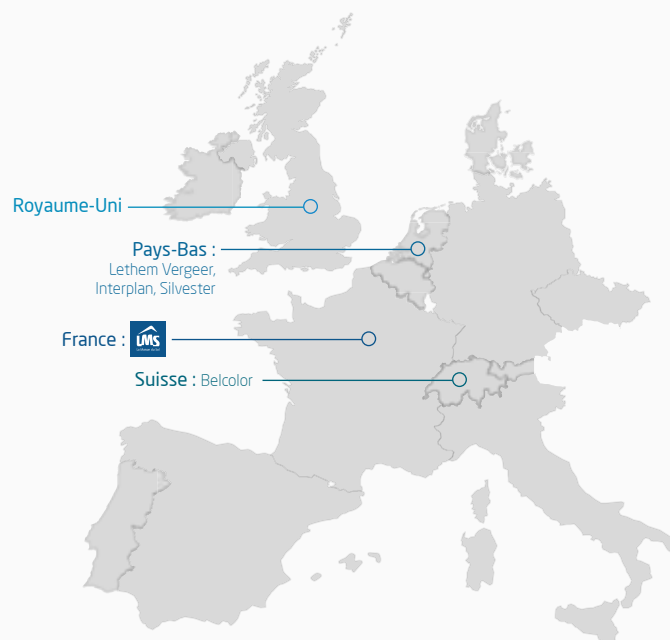 Royaume-Uni
Pays-Bas :
Lethem Vergeer,
Interplan, Silvester
France : LMS
Suisse : Belcolor